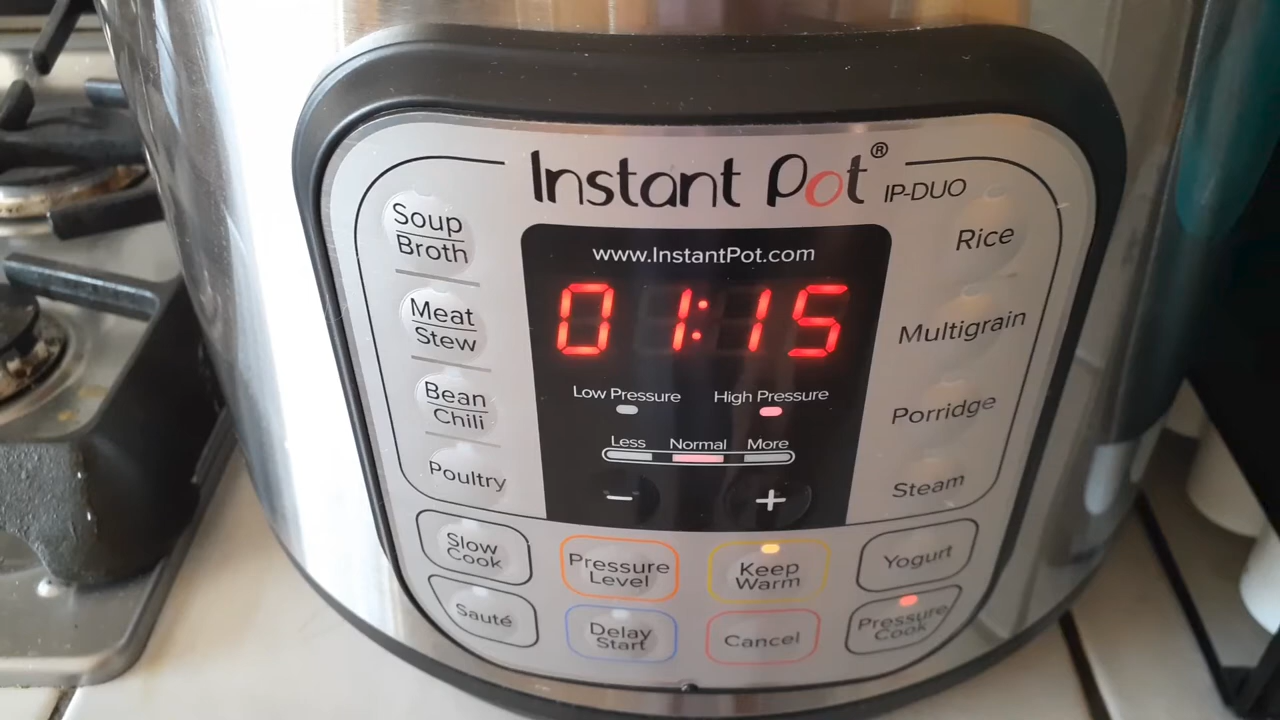 Instant Pot® IP-DUO
www.InstantPot.com
01:15
Low Pressure High Pressure
Less Normal More
− +
Soup
Broth
Meat
Stew
Bean
Chili
Poultry
Rice
Multigrain
Porridge
Steam
Slow
Cook
Sauté
Pressure
Level
Delay
Start
Keep
Warm
Cancel
Yogurt
Pressure
Cook